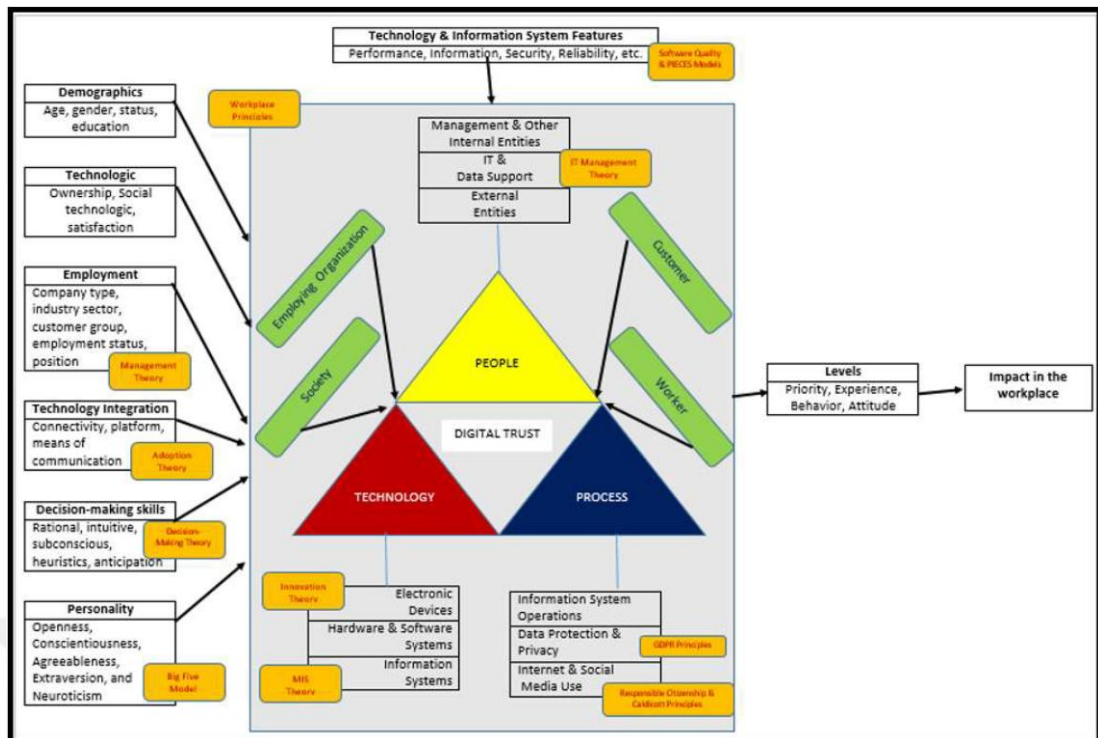 Technology & Information System Features
Performance, Information, Security, Reliability, etc.
Software Quality
& PIECES Models
Demographics
Age, gender, status,
education
Technologic
Ownership, Social
technologic,
satisfaction
Employment
Company type,
industry sector,
customer group,
employment status,
position
Management
Theory
Technology Integration
Connectivity, platform,
means of
communication
Adoption
Theory
Decision-making skills
Rational, intuitive,
subconscious,
heuristics, anticipation
Decision-
Making Theory
Personality
Openness,
Conscientiousness,
Agreeableness,
Extraversion, and
Neuroticism
Big Five
Model
Workplace
Principles
Management & Other
Internal Entities
IT &
Data Support
External
Entities
IT Management
Theory
Employing Organization
Society
Customer
Worker
PEOPLE
DIGITAL TRUST
TECHNOLOGY
PROCESS
Innovation
Theory
Electronic
Devices
Hardware & Software
Systems
Information
Systems
MIS
Theory
Information System
Operations
Data Protection &
Privacy
Internet & Social
Media Use
GDPR Principles
Responsible Citizenship &
Caldicott Principles
Levels
Priority, Experience,
Behavior, Attitude
Impact in the
workplace